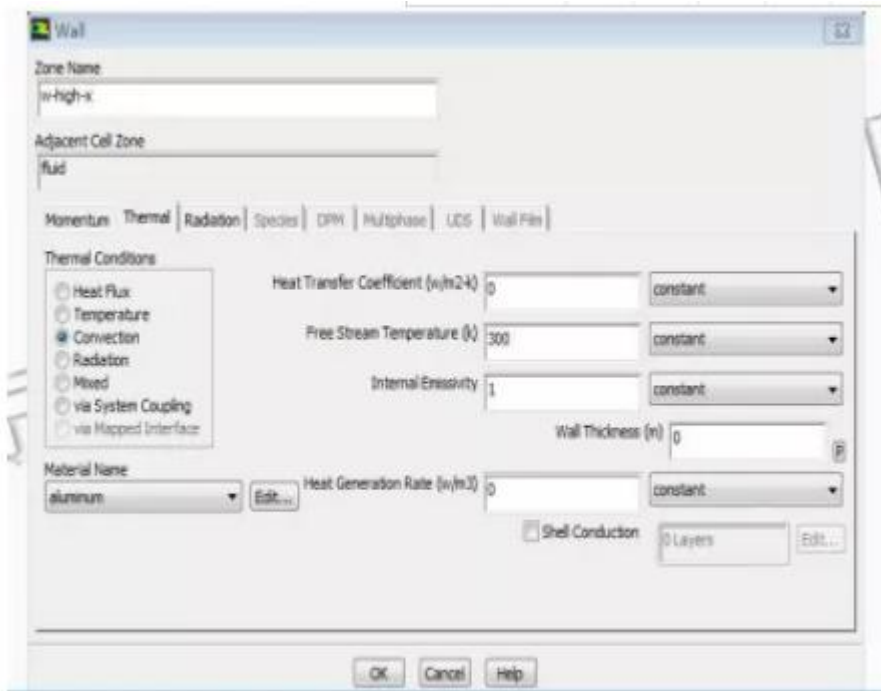 Wall
Zone Name
w-high-x
Adjacent Cell Zone
fluid
Momentum Thermal Radiation Species DPM Multiphase UDS Wall Film
Thermal Conditions
Heat Flux
Temperature
Convection
Radiation
Mixed
via System Coupling
via Mapped Interface
Heat Transfer Coefficient (w/m2-k) 0 constant
Free Stream Temperature (k) 300 constant
Internal Emissivity 1 constant
Wall Thickness (m) 0 P
Material Name
aluminum Edit... Heat Generation Rate (w/m3) 0 constant
Shell Conduction 0 Layers Edit...
OK Cancel Help